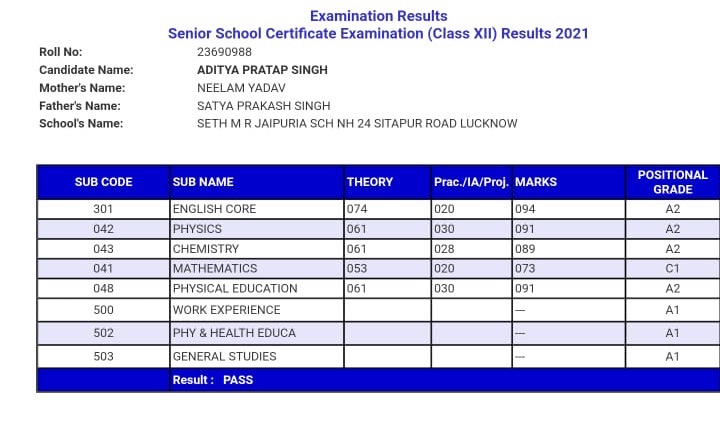 Examination Results
Senior School Certificate Examination (Class XII) Results 2021
Roll No: 23690988
Candidate Name: ADITYA PRATAP SINGH
Mother's Name: NEELAM YADAV
Father's Name: SATYA PRAKASH SINGH
School's Name: SETH M R JAIPURIA SCH NH 24 SITAPUR ROAD LUCKNOW
SUB CODE SUB NAME THEORY Prac./IA/Proj. MARKS POSITIONAL GRADE
301 ENGLISH CORE 074 020 094 A2
042 PHYSICS 061 030 091 A2
043 CHEMISTRY 061 028 089 A2
041 MATHEMATICS 053 020 073 C1
048 PHYSICAL EDUCATION 061 030 091 A2
500 WORK EXPERIENCE --- A1
502 PHY & HEALTH EDUCA --- A1
503 GENERAL STUDIES --- A1
Result : PASS